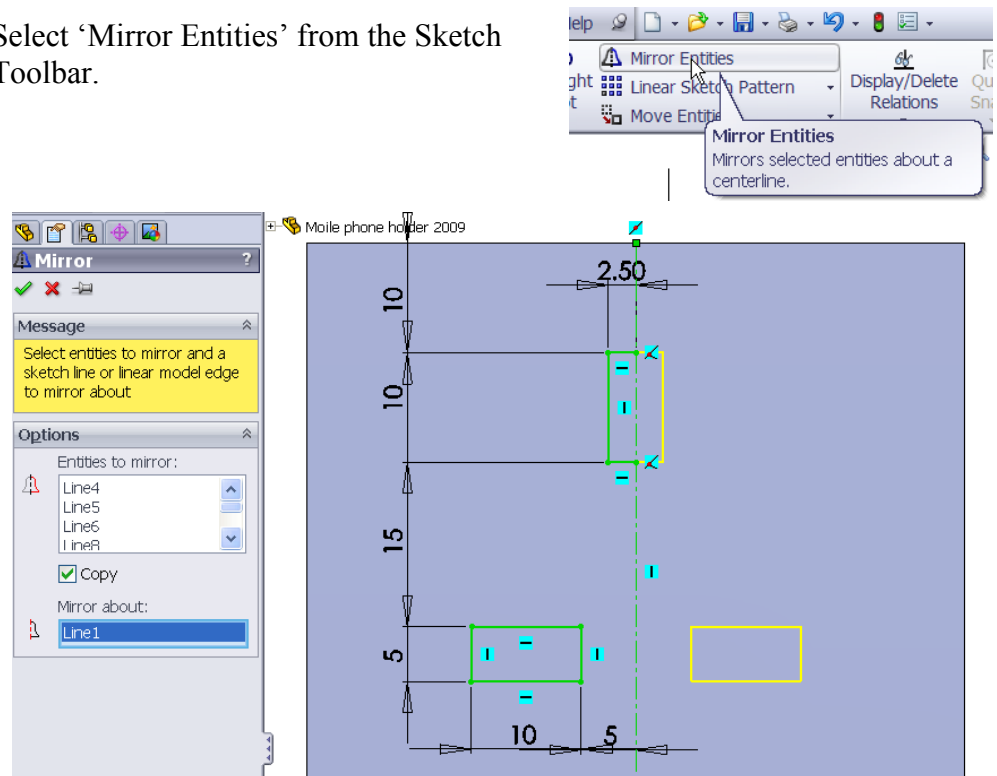 Select ‘Mirror Entities’ from the Sketch
Toolbar.
Help
Mirror Entities
Linear Sketch Pattern
Move
Display/Delete
Relations
Mirror Entities
Mirrors selected entities about a
centerline.
Moile phone holder 2009
Mirror
?
Message
Select entities to mirror and a
sketch line or linear model edge
to mirror about
Options
Entities to mirror:
Line4
Line5
Line6
Line8
Copy
Mirror about:
Line1
2.50
10
10
15
5
10
5